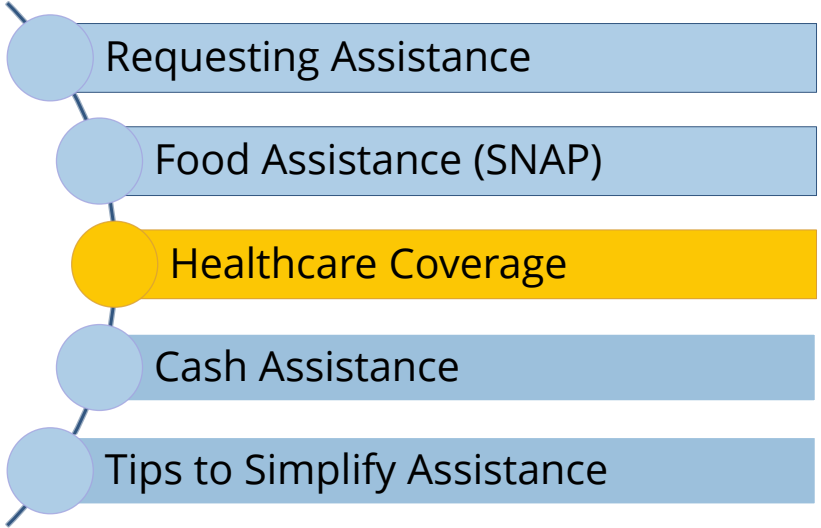 Requesting Assistance
Food Assistance (SNAP)
Healthcare Coverage
Cash Assistance
Tips to Simplify Assistance